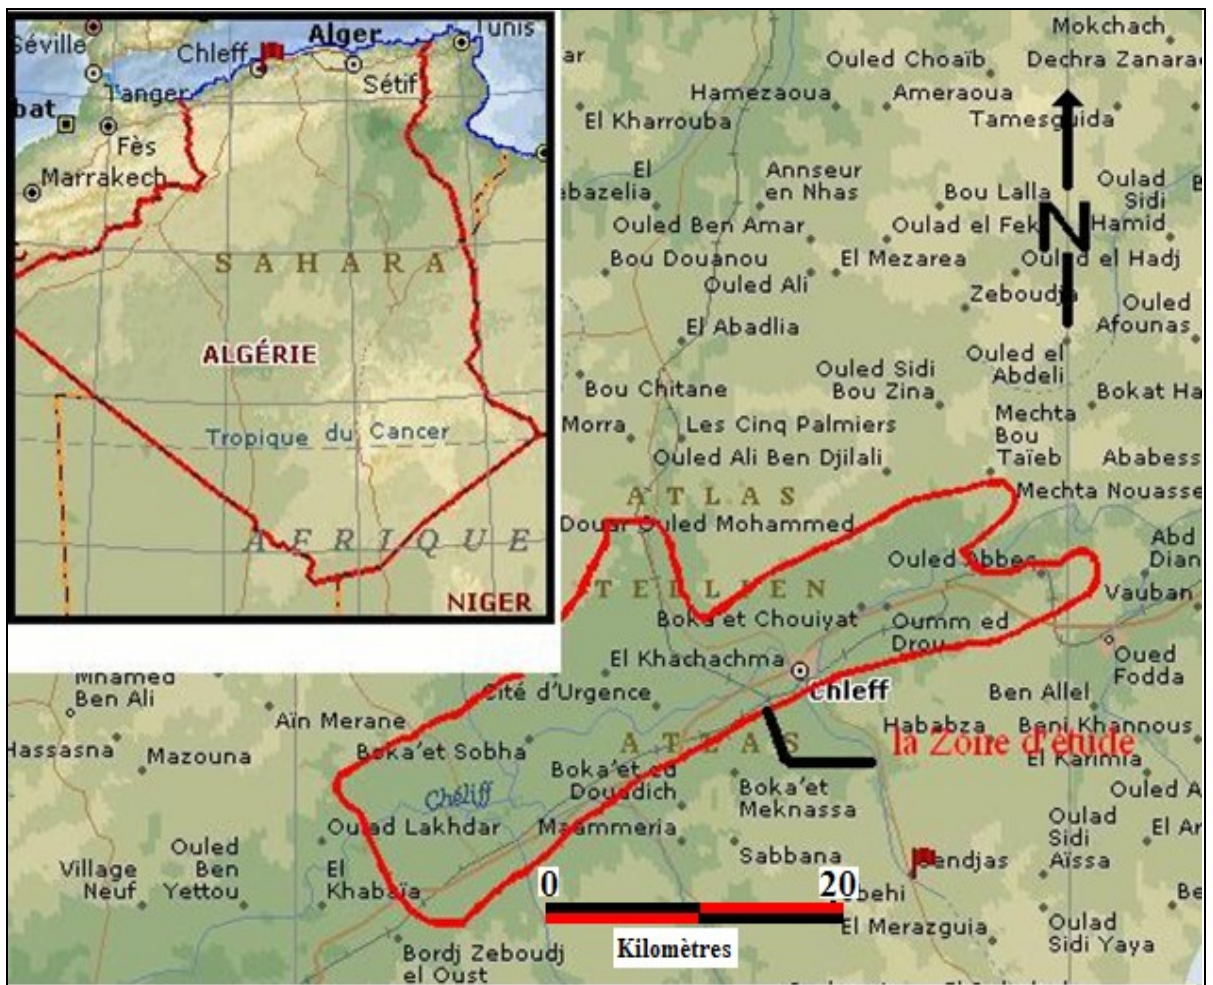 Séville
Chleff
Alger
Tunis
Sétif
Tanger
bat
Fès
Marrakech
SAHARA
ALGÉRIE
Tropique du Cancer
AFRIQUE
NIGER
Mokchach
ar
Ouled Choaïb
Dechra Zanara
Hamezaoua
Ameraoua
El Kharrouba
Tamesguida
El
ebazelia
Annseur
en Nhas
Bou Lalla
Oulad
Sidi
Hamid
B
Ouled Ben Amar
Oulad el Fek
N
Bou Douanou
El Mezarea
Ouled el Hadj
Ouled Ali
Zeboudja
Ouled
Afounas
El Abadlia
Ouled el
Abdeli
Bou Chitane
Ouled Sidi
Bou Zina
Bokat Ha
Morra
Les Cinq Palmiers
Mechta
Bou
Taïeb
Ouled Ali Ben Djilali
Ababess
ATLAS
Mechta Nouasse
Douar Ouled Mohammed
Ouled Abbes
Abd
Dian
TELLIEN
Vauban
Boka'et Chouiyat
Oumm ed
Drou
El Khachachma
Oued
Fodda
Chleff
Mhamed
Ben Ali
Cité d'Urgence
Ben Allel
Aïn Merane
Hababza
Beni Khannous
Hassasna
Mazouna
Boka'et Sobha
ATLAS
la Zone d'étude
El Karimia
Boka'et ed
Douadich
Boka'et
Meknassa
Ouled A
Chéliff
Oulad Lakhdar
Maammeria
Oulad
Sidi
Aïssa
El Ar
Ouled
Ben
Yettou
Village
Neuf
El
Khabaïa
Sabbana
Bendjas
0
20
behi
Be
El Merazguia
Oulad
Sidi Yaya
Kilomètres
Bordj Zeboudj
el Oust